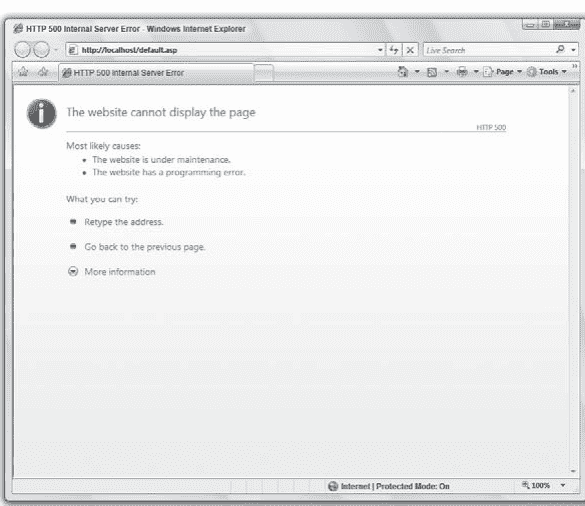 HTTP 500 Internal Server Error - Windows Internet Explorer
http://localhost/default.asp
Live Search
HTTP 500 Internal Server Error
Page
Tools
The website cannot display the page
HTTP 500
Most likely causes:
The website is under maintenance.
The website has a programming error.
What you can try:
Retype the address.
Go back to the previous page.
More information
Internet | Protected Mode: On
100%